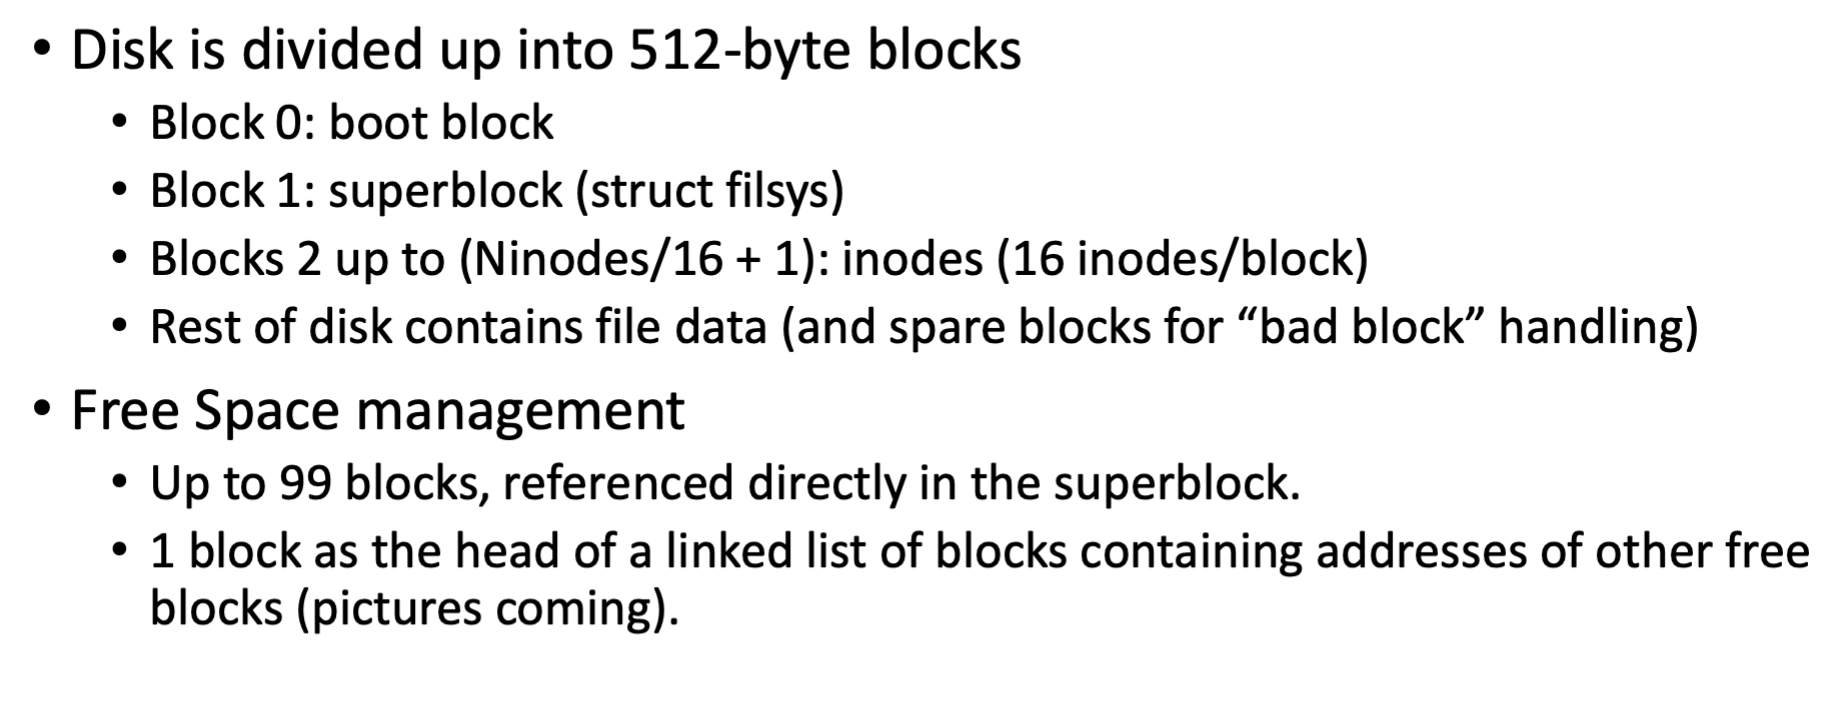 • Disk is divided up into 512-byte blocks
• Block 0: boot block
• Block 1: superblock (struct filsys)
• Blocks 2 up to (Ninodes/16 + 1): inodes (16 inodes/block)
• Rest of disk contains file data (and spare blocks for “bad block” handling)
• Free Space management
• Up to 99 blocks, referenced directly in the superblock.
• 1 block as the head of a linked list of blocks containing addresses of other free
blocks (pictures coming).